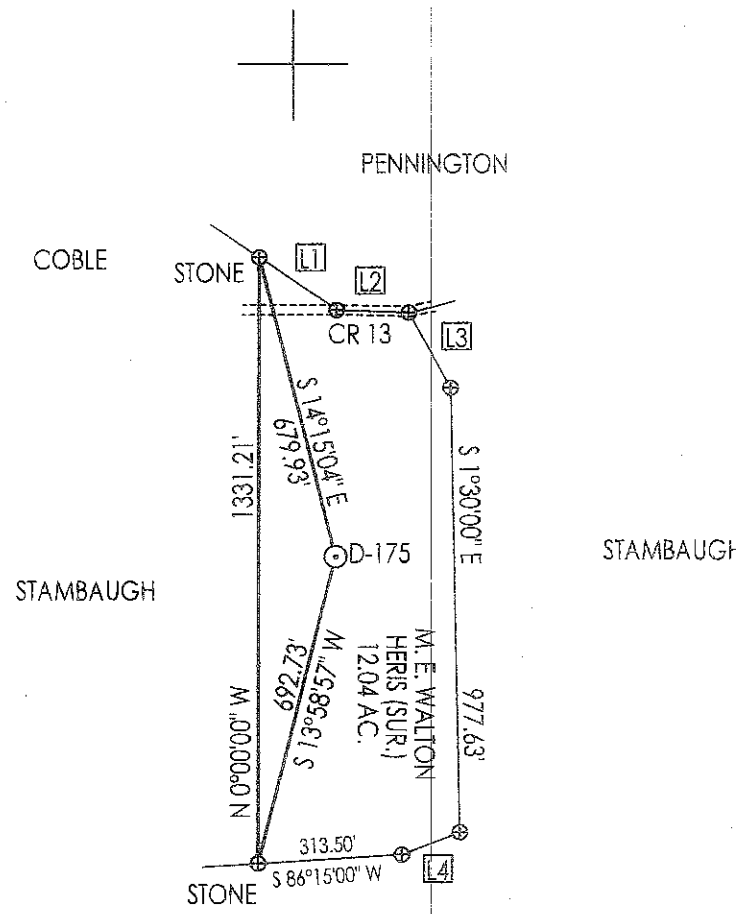 PENNINGTON
COBLE
STONE
L1
L2
CR 13
L3
S 14°15'04" E
679.93'
1331.21'
N 0°00'00" W
S 1°30'00" E
977.63'
D-175
STAMBAUGH
STAMBAUGH
692.73'
S 13°58'57" W
M. E. WALTON
HERIS (SUR.)
12.04 AC.
313.50'
S 86°15'00" W
L4
STONE